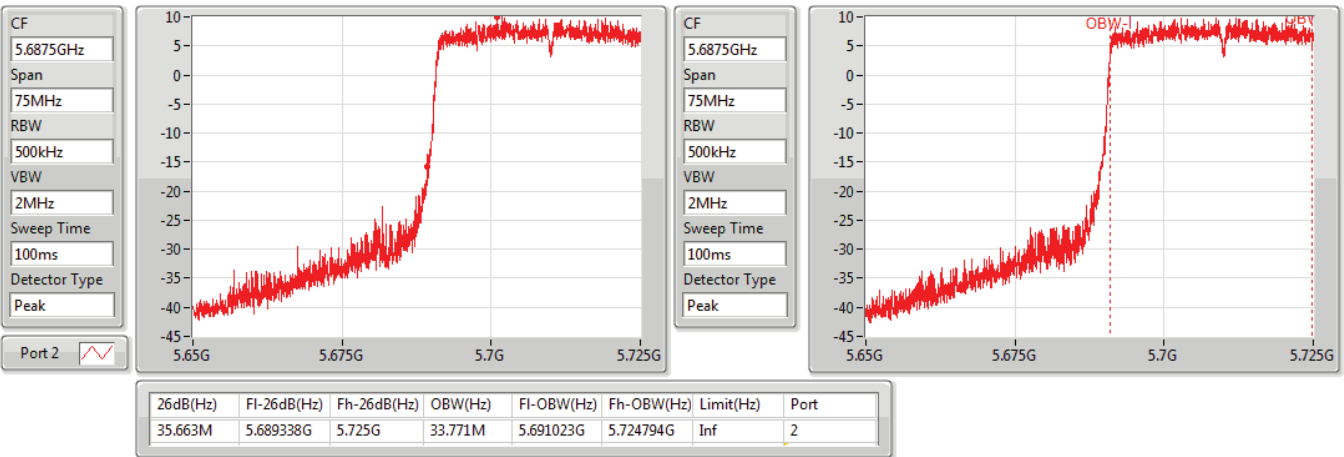 CF
5.6875GHz
Span
75MHz
RBW
500kHz
VBW
2MHz
Sweep Time
100ms
Detector Type
Peak
Port 2
10
5
0
-5
-10
-15
-20
-25
-30
-35
-40
-45
5.65G 5.675G 5.7G 5.725G
CF
5.6875GHz
Span
75MHz
RBW
500kHz
VBW
2MHz
Sweep Time
100ms
Detector Type
Peak
10
5
0
-5
-10
-15
-20
-25
-30
-35
-40
-45
OBW-l
5.65G 5.675G 5.7G 5.725G
26dB(Hz) Fl-26dB(Hz) Fh-26dB(Hz) OBW(Hz) Fl-OBW(Hz) Fh-OBW(Hz) Limit(Hz) Port
35.663M 5.689338G 5.725G 33.771M 5.691023G 5.724794G Inf 2